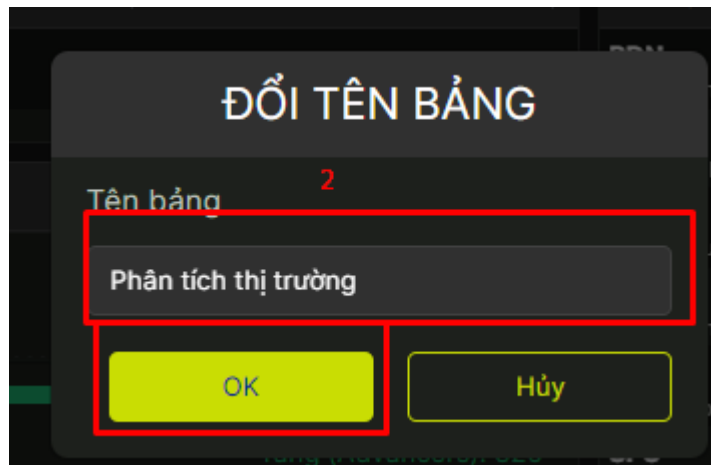 ĐỔI TÊN BẢNG
2
Tên bảng
Phân tích thị trường
OK
Hủy